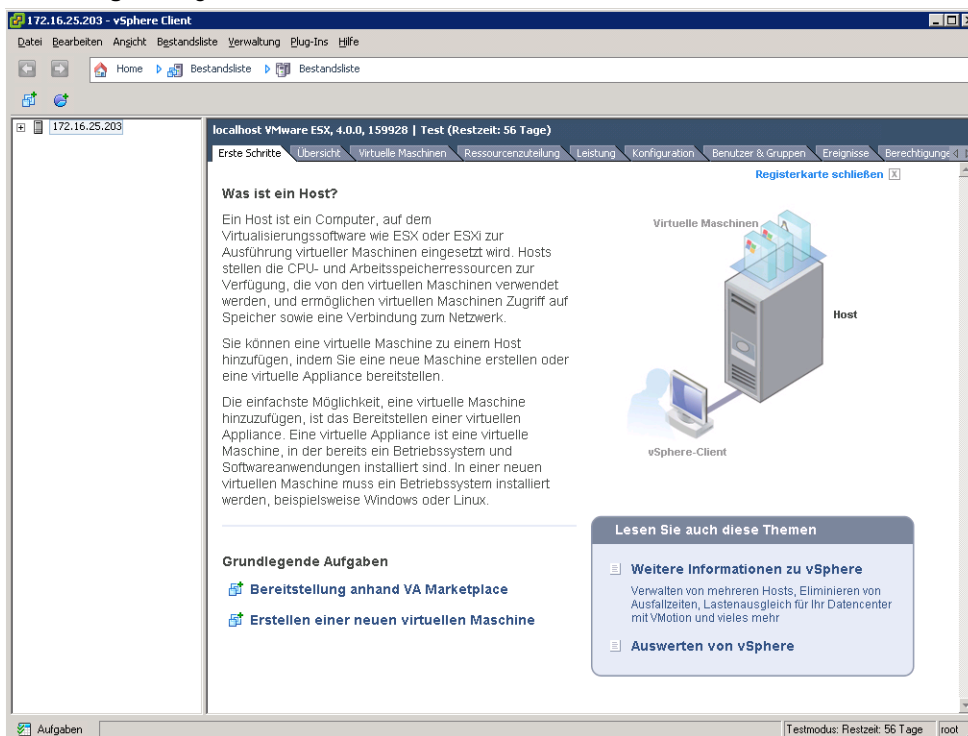 172.16.25.203 - vSphere Client
Datei Bearbeiten Ansicht Bestandsliste Verwaltung Plug-Ins Hilfe
Home Bestandsliste Bestandsliste
172.16.25.203
localhost VMware ESX, 4.0.0, 159928 | Test (Restzeit: 56 Tage)
Erste Schritte Übersicht Virtuelle Maschinen Ressourcenzuteilung Leistung Konfiguration Benutzer & Gruppen Ereignisse Berechtigunge
Registerkarte schließen
Was ist ein Host?
Ein Host ist ein Computer, auf dem
Virtualisierungssoftware wie ESX oder ESXi zur
Ausführung virtueller Maschinen eingesetzt wird. Hosts
stellen die CPU- und Arbeitsspeicherressourcen zur
Verfügung, die von den virtuellen Maschinen verwendet
werden, und ermöglichen virtuellen Maschinen Zugriff auf
Speicher sowie eine Verbindung zum Netzwerk.
Sie können eine virtuelle Maschine zu einem Host
hinzufügen, indem Sie eine neue Maschine erstellen oder
eine virtuelle Appliance bereitstellen.
Die einfachste Möglichkeit, eine virtuelle Maschine
hinzuzufügen, ist das Bereitstellen einer virtuellen
Appliance. Eine virtuelle Appliance ist eine virtuelle
Maschine, in der bereits ein Betriebssystem und
Softwareanwendungen installiert sind. In einer neuen
virtuellen Maschine muss ein Betriebssystem installiert
werden, beispielsweise Windows oder Linux.
Virtuelle Maschinen
Host
vSphere-Client
Grundlegende Aufgaben
Bereitstellung anhand VA Marketplace
Erstellen einer neuen virtuellen Maschine
Lesen Sie auch diese Themen
Weitere Informationen zu vSphere
Verwalten von mehreren Hosts, Eliminieren von
Ausfallzeiten, Lastenausgleich für Ihr Datencenter
mit VMotion und vieles mehr
Auswerten von vSphere
Aufgaben
Testmodus: Restzeit: 56 Tage root